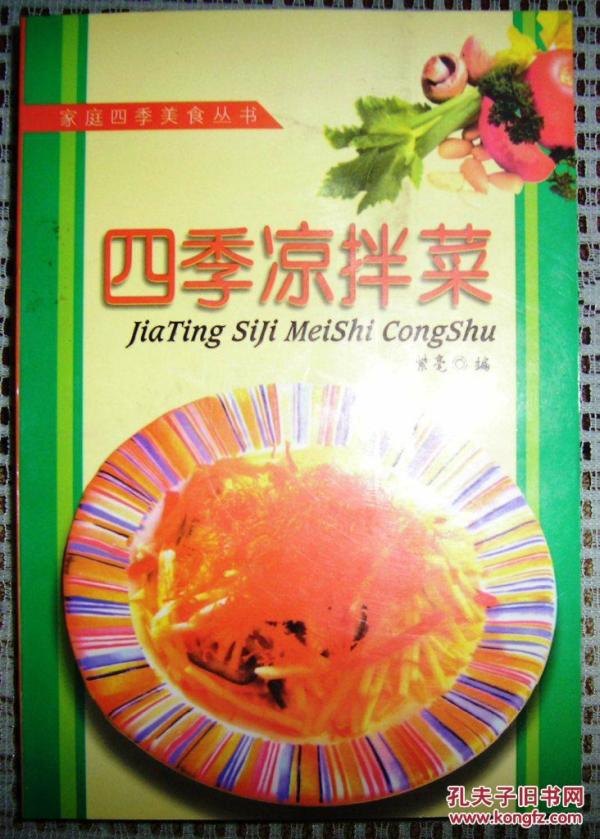 家庭四季美食丛书
四季凉拌菜
JiaTing SiJi MeiShi CongShu
紫毫◎编
孔夫子旧书网
www.kongfz.com